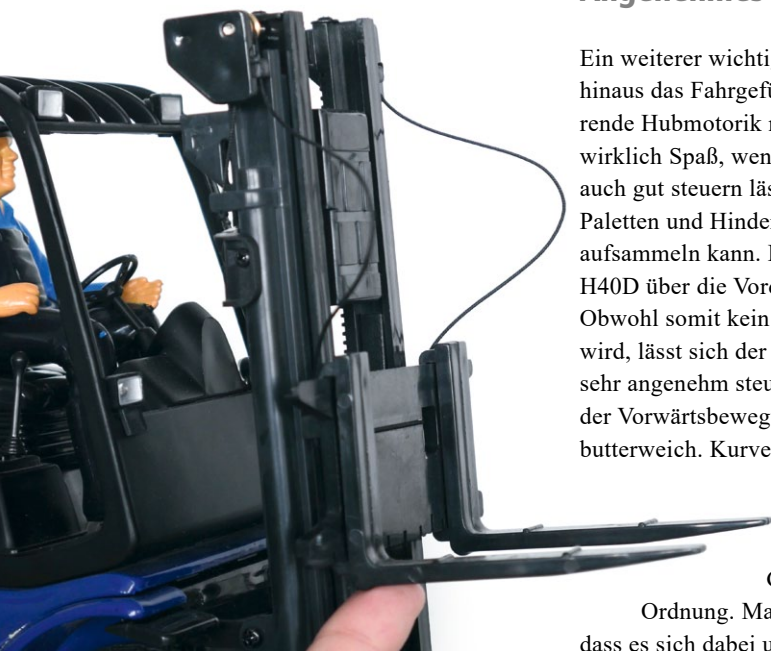 Ein weiterer wichti
hinaus das Fahrgefü
rende Hubmotorik
wirklich Spaß, wen
auch gut steuern läs
Paletten und Hinder
aufsammeln kann.
H40D über die Vord
Obwohl somit kein
wird, lässt sich der
sehr angenehm steu
der Vorwärtsbeweg
butterweich. Kurve
Ordnung. Ma
dass es sich dabei u